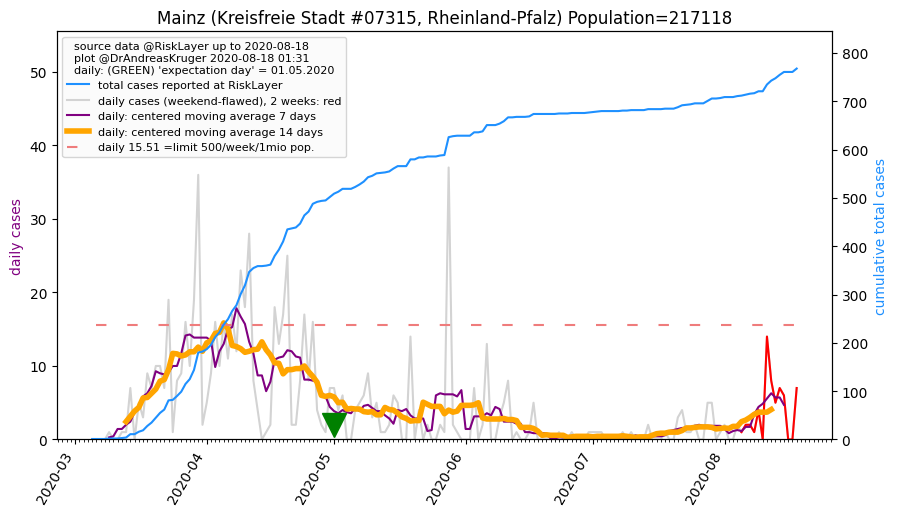 Mainz (Kreisfreie Stadt #07315, Rheinland-Pfalz) Population=217118
source data @RiskLayer up to 2020-08-18
plot @DrAndreasKruger 2020-08-18 01:31
daily: (GREEN) 'expectation day' = 01.05.2020
total cases reported at RiskLayer
daily cases (weekend-flawed), 2 weeks: red
daily: centered moving average 7 days
daily: centered moving average 14 days
daily 15.51 =limit 500/week/1mio pop.
daily cases
50
40
30
20
10
0
cumulative total cases
800
700
600
500
400
300
200
100
0
2020-03
2020-04
2020-05
2020-06
2020-07
2020-08